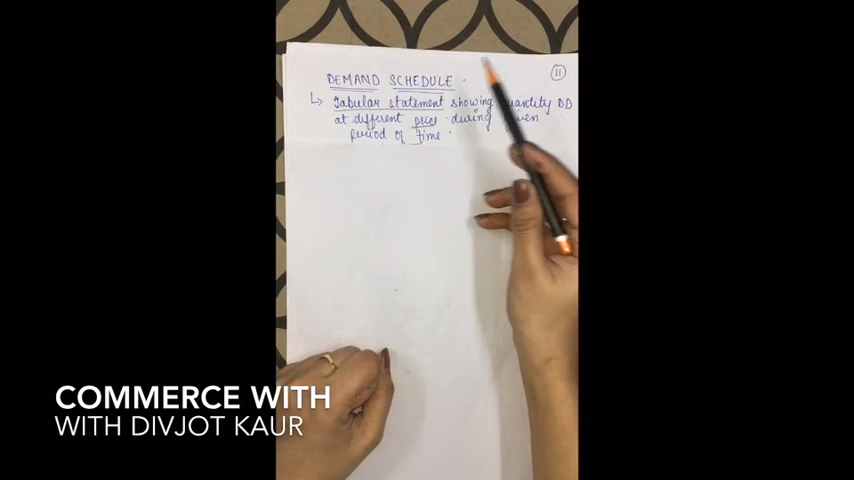 DEMAND SCHEDULE.
11
↳ Tabular statement showing quantity DD
at different price during given
period of time.
COMMERCE WITH
WITH DIVJOT KAUR